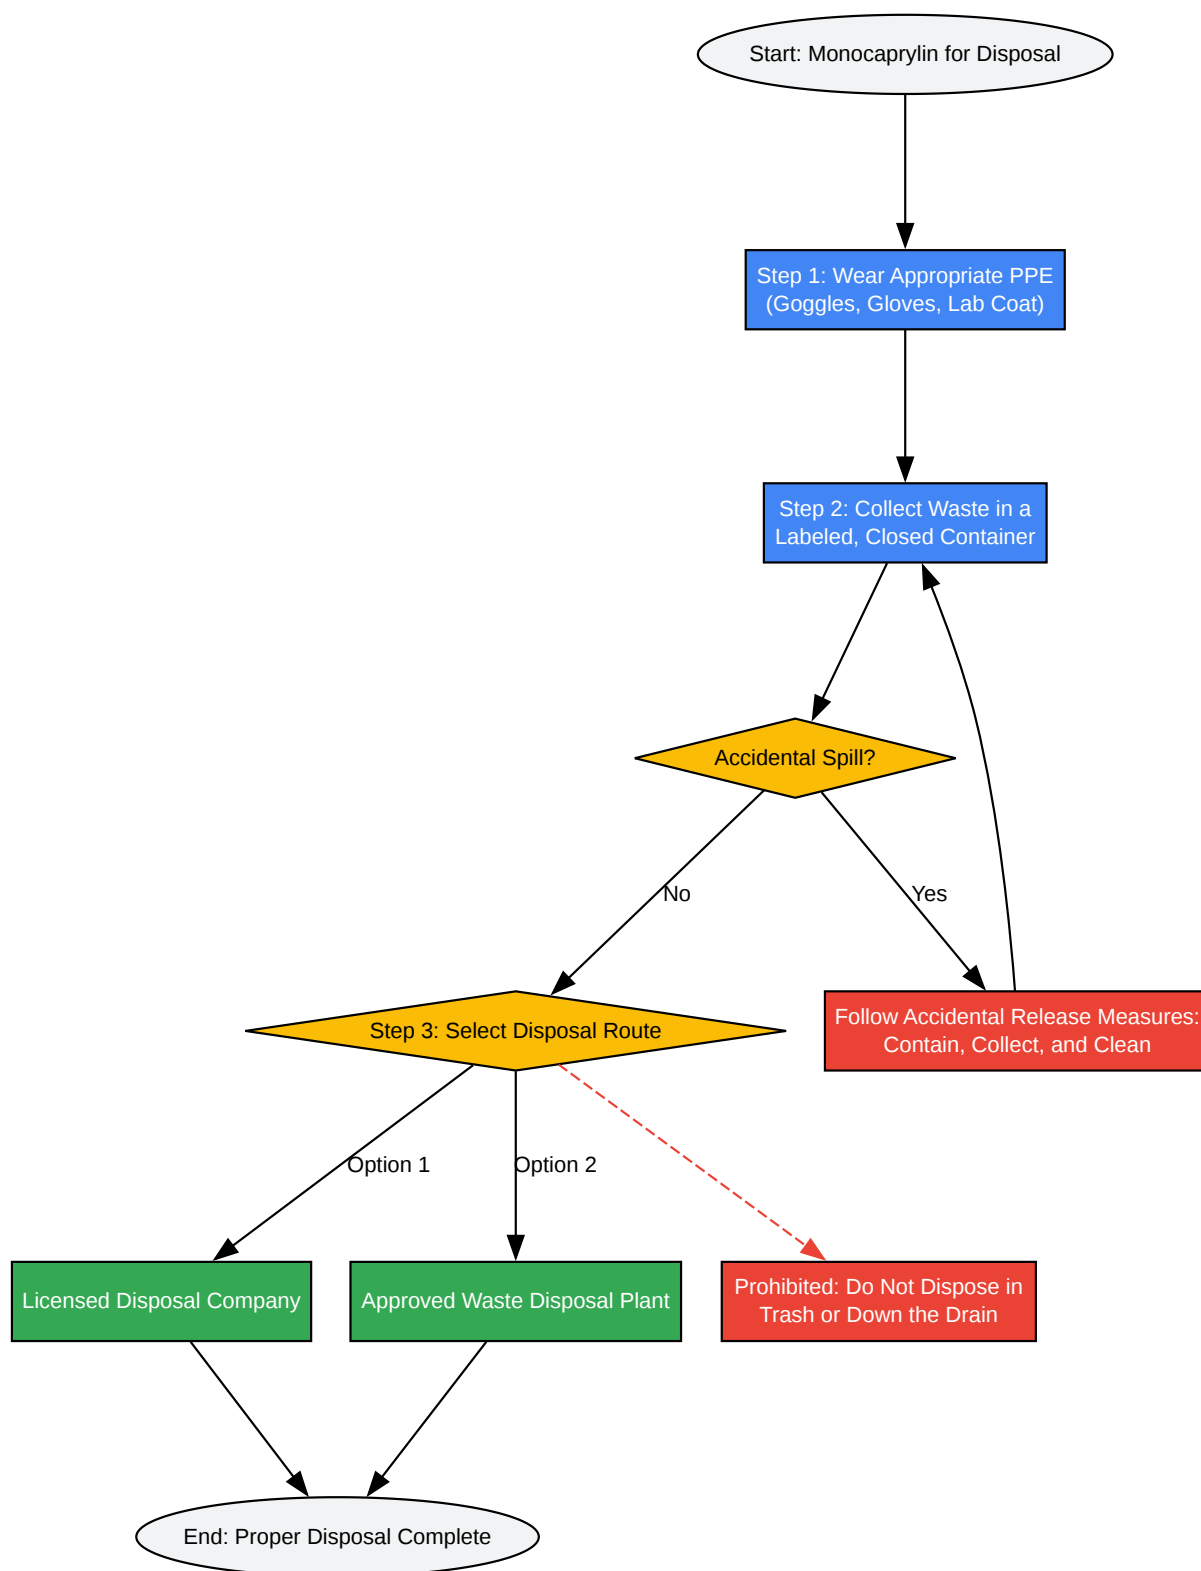 Start: Monocaprylin for Disposal
Step 1: Wear Appropriate PPE
(Goggles, Gloves, Lab Coat)
Step 2: Collect Waste in a
Labeled, Closed Container
Accidental Spill?
No
Yes
Step 3: Select Disposal Route
Follow Accidental Release Measures:
Contain, Collect, and Clean
Option 1
Option 2
Licensed Disposal Company
Approved Waste Disposal Plant
Prohibited: Do Not Dispose in
Trash or Down the Drain
End: Proper Disposal Complete